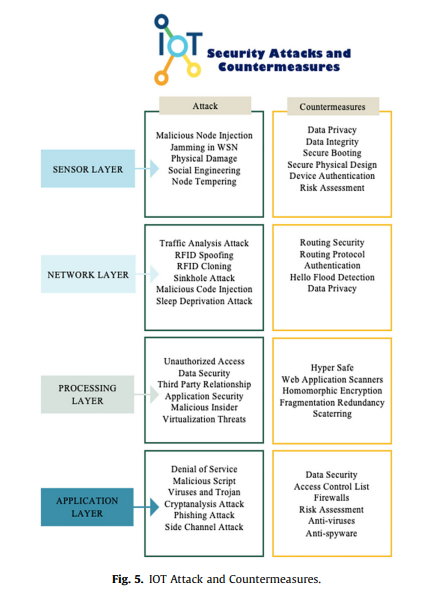 IOT
Security Attacks and
Countermeasures
Attack
Countermeasures
SENSOR LAYER
Malicious Node Injection
Jamming in WSN
Physical Damage
Social Engineering
Node Tempering
Data Privacy
Data Integrity
Secure Booting
Secure Physical Design
Device Authentication
Risk Assessment
NETWORK LAYER
Traffic Analysis Attack
RFID Spoofing
RFID Cloning
Sinkhole Attack
Malicious Code Injection
Sleep Deprivation Attack
Routing Security
Routing Protocol
Authentication
Hello Flood Detection
Data Privacy
PROCESSING
LAYER
Unauthorized Access
Data Security
Third Party Relationship
Application Security
Malicious Insider
Virtualization Threats
Hyper Safe
Web Application Scanners
Homomorphic Encryption
Fragmentation Redundancy
Scaterring
APPLICATION
LAYER
Denial of Service
Malicious Script
Viruses and Trojan
Cryptanalysis Attack
Phishing Attack
Side Channel Attack
Data Security
Access Control List
Firewalls
Risk Assessment
Anti-viruses
Anti-spyware
Fig. 5. IOT Attack and Countermeasures.